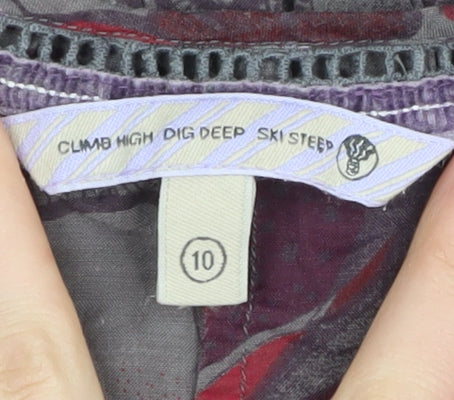 CLIMB HIGH DIG DEEP SKI STEEP
10